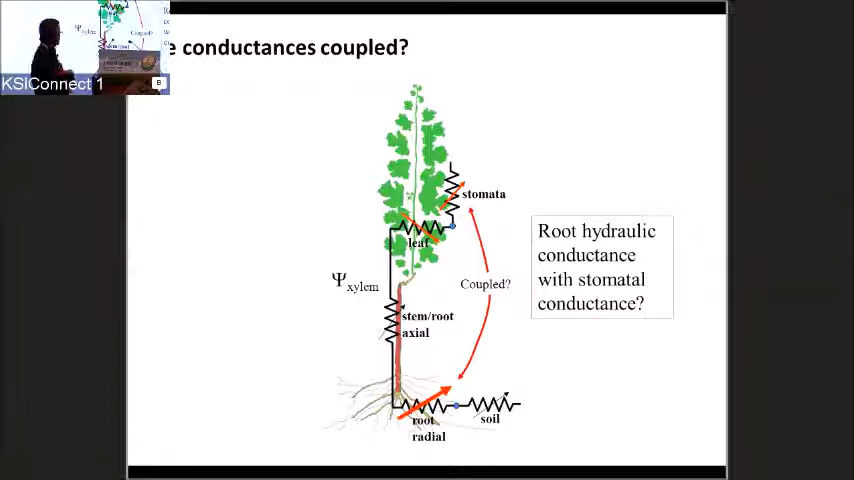 e conductances coupled?
KSIConnect 1
stomata
leaf
Ψxylem
Coupled?
stem/root
axial
root
radial
soil
Root hydraulic
conductance
with stomatal
conductance?